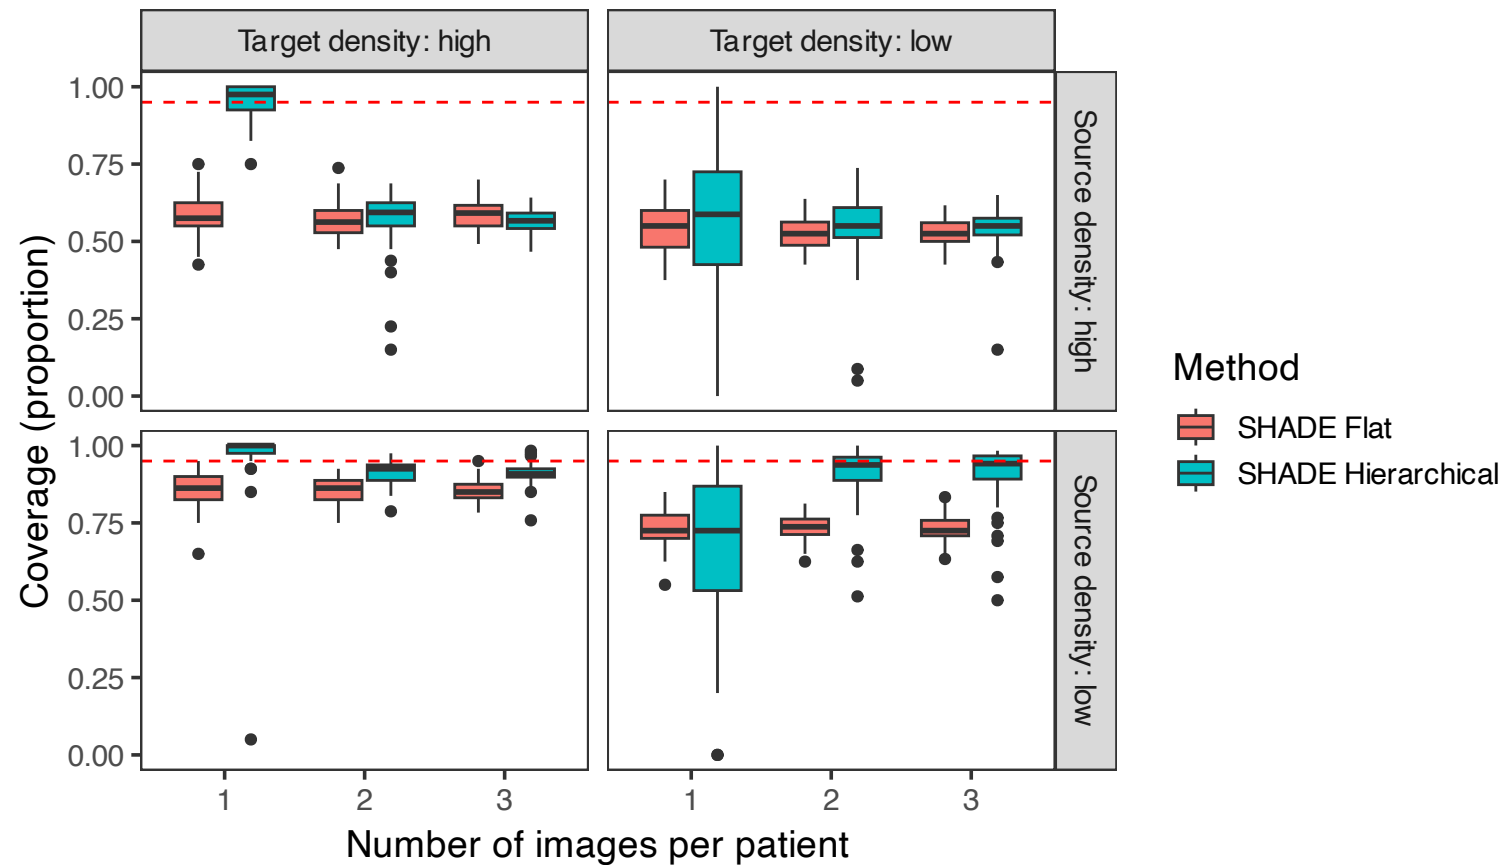 Target density: high
Target density: low
Coverage (proportion)
1.00
0.75
0.50
0.25
0.00
Source density: high
1.00
0.75
0.50
0.25
0.00
Source density: low
1
2
3
1
2
3
Number of images per patient
Method
SHADE Flat
SHADE Hierarchical